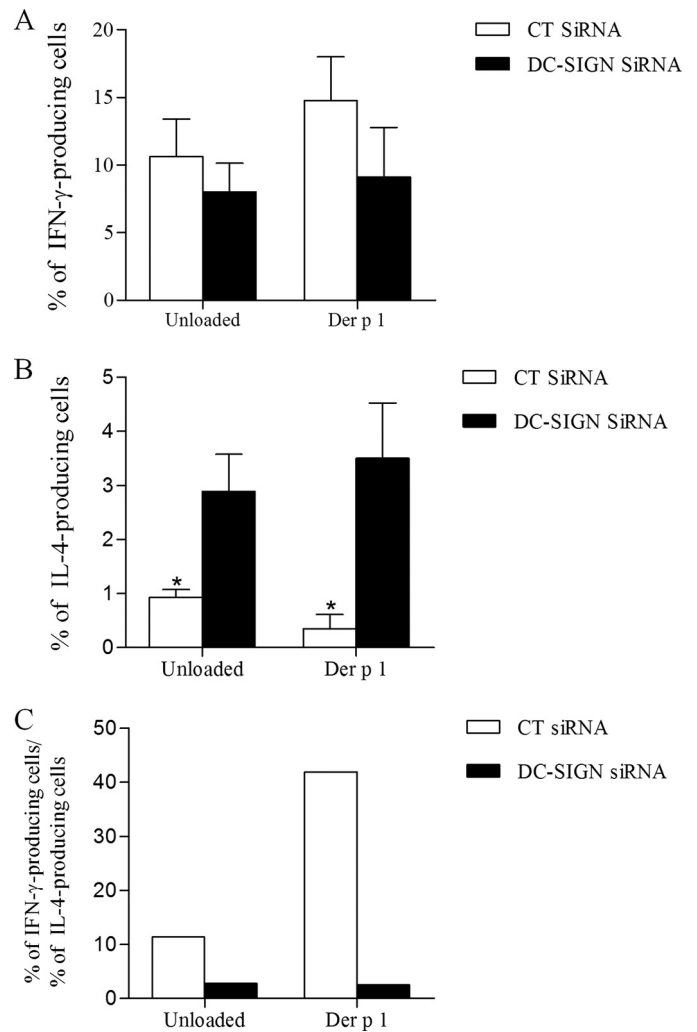 A
20
15
10
5
0
% of IFN-γ-producing cells
Unloaded
Der p 1
CT SiRNA
DC-SIGN SiRNA
B
5
4
3
2
1
0
% of IL-4-producing cells
*
*
Unloaded
Der p 1
CT SiRNA
DC-SIGN SiRNA
C
50
40
30
20
10
0
% of IFN-γ-producing cells/
% of IL-4-producing cells
Unloaded
Der p 1
CT siRNA
DC-SIGN siRNA